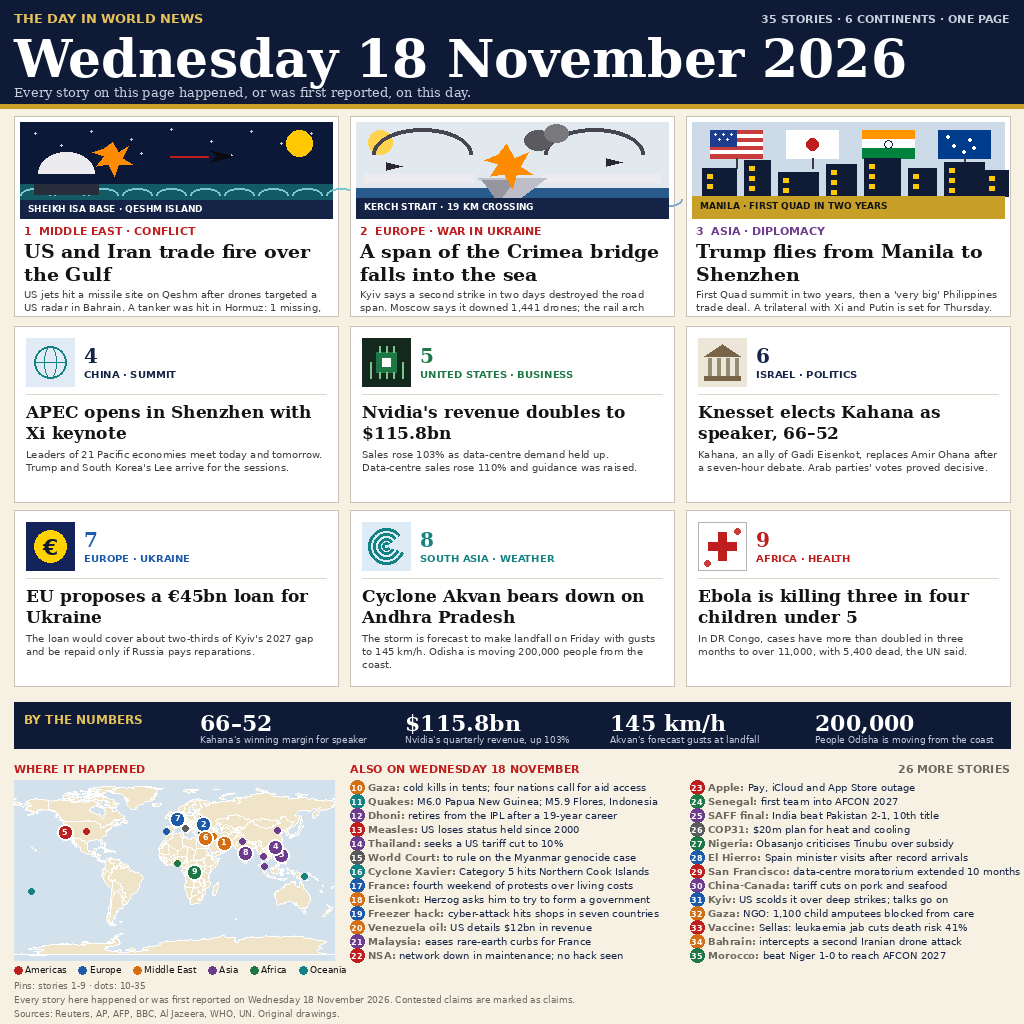 THE DAY IN WORLD NEWS
35 STORIES · 6 CONTINENTS · ONE PAGE
Wednesday 18 November 2026
Every story on this page happened, or was first reported, on this day.
SHEIKH ISA BASE · QESHM ISLAND
1 MIDDLE EAST · CONFLICT
US and Iran trade fire over
the Gulf
US jets hit a missile site on Qeshm after drones targeted a
US radar in Bahrain. A tanker was hit in Hormuz: 1 missing,
KERCH STRAIT · 19 KM CROSSING
2 EUROPE · WAR IN UKRAINE
A span of the Crimea bridge
falls into the sea
Kyiv says a second strike in two days destroyed the road
span. Moscow says it downed 1,441 drones; the rail arch
MANILA · FIRST QUAD IN TWO YEARS
3 ASIA · DIPLOMACY
Trump flies from Manila to
Shenzhen
First Quad summit in two years, then a 'very big' Philippines
trade deal. A trilateral with Xi and Putin is set for Thursday.
4
CHINA · SUMMIT
APEC opens in Shenzhen with
Xi keynote
Leaders of 21 Pacific economies meet today and tomorrow.
Trump and South Korea's Lee arrive for the sessions.
5
UNITED STATES · BUSINESS
Nvidia's revenue doubles to
$115.8bn
Sales rose 103% as data-centre demand held up.
Data-centre sales rose 110% and guidance was raised.
6
ISRAEL · POLITICS
Knesset elects Kahana as
speaker, 66–52
Kahana, an ally of Gadi Eisenkot, replaces Amir Ohana after
a seven-hour debate. Arab parties' votes proved decisive.
€
7
EUROPE · UKRAINE
EU proposes a €45bn loan for
Ukraine
The loan would cover about two-thirds of Kyiv's 2027 gap
and be repaid only if Russia pays reparations.
8
SOUTH ASIA · WEATHER
Cyclone Akvan bears down on
Andhra Pradesh
The storm is forecast to make landfall on Friday with gusts
to 145 km/h. Odisha is moving 200,000 people from the
coast.
9
AFRICA · HEALTH
Ebola is killing three in four
children under 5
In DR Congo, cases have more than doubled in three
months to over 11,000, with 5,400 dead, the UN said.
BY THE NUMBERS
66–52
Kahana's winning margin for speaker
$115.8bn
Nvidia's quarterly revenue, up 103%
145 km/h
Akvan's forecast gusts at landfall
200,000
People Odisha is moving from the coast
WHERE IT HAPPENED
5
7
2
6
1
8
4
9
Americas
Europe
Middle East
Asia
Africa
Oceania
Pins: stories 1-9 · dots: 10-35
ALSO ON WEDNESDAY 18 NOVEMBER
26 MORE STORIES
10 Gaza: cold kills in tents; four nations call for aid access
11 Quakes: M6.0 Papua New Guinea; M5.9 Flores, Indonesia
12 Dhoni: retires from the IPL after a 19-year career
13 Measles: US loses status held since 2000
14 Thailand: seeks a US tariff cut to 10%
15 World Court: to rule on the Myanmar genocide case
16 Cyclone Xavier: Category 5 hits Northern Cook Islands
17 France: fourth weekend of protests over living costs
18 Eisenkot: Herzog asks him to try to form a government
19 Freezer hack: cyber-attack hits shops in seven countries
20 Venezuela oil: US details $12bn in revenue
21 Malaysia: eases rare-earth curbs for France
22 NSA: network down in maintenance; no hack seen
23 Apple: Pay, iCloud and App Store outage
24 Senegal: first team into AFCON 2027
25 SAFF final: India beat Pakistan 2-1, 10th title
26 COP31: $20m plan for heat and cooling
27 Nigeria: Obasanjo criticises Tinubu over subsidy
28 El Hierro: Spain minister visits after record arrivals
29 San Francisco: data-centre moratorium extended 10 months
30 China-Canada: tariff cuts on pork and seafood
31 Kyiv: US scolds it over deep strikes; talks go on
32 Gaza: NGO: 1,100 child amputees blocked from care
33 Vaccine: Sellas: leukaemia jab cuts death risk 41%
34 Bahrain: intercepts a second Iranian drone attack
35 Morocco: beat Niger 1-0 to reach AFCON 2027
Every story here happened or was first reported on Wednesday 18 November 2026. Contested claims are marked as claims.
Sources: Reuters, AP, AFP, BBC, Al Jazeera, WHO, UN. Original drawings.